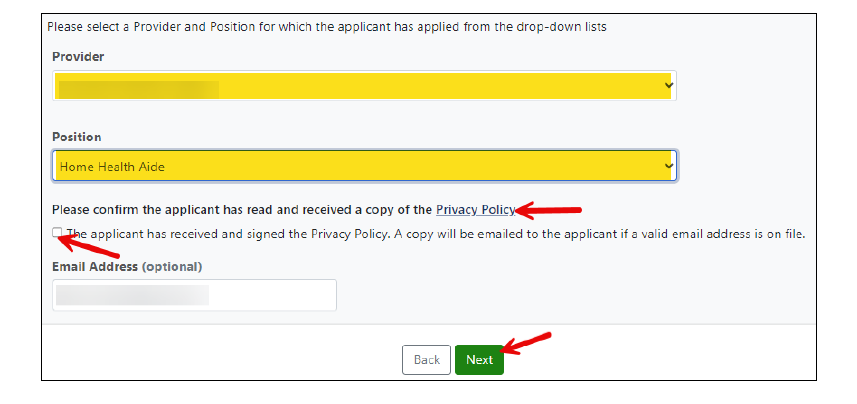 Please select a Provider and Position for which the applicant has applied from the drop-down lists
Provider
Position
Home Health Aide
Please confirm the applicant has read and received a copy of the Privacy Policy
The applicant has received and signed the Privacy Policy. A copy will be emailed to the applicant if a valid email address is on file.
Email Address (optional)
Back
Next